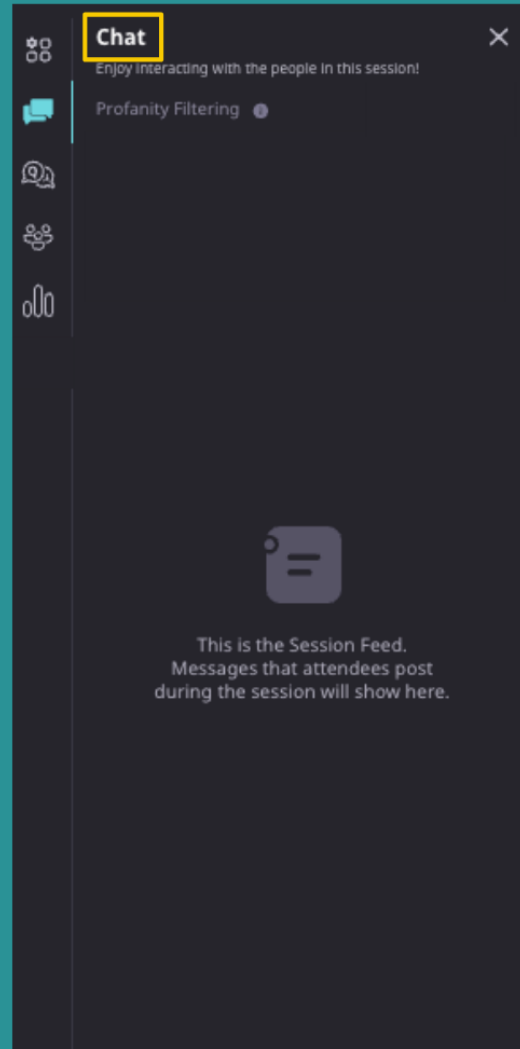 Chat
Enjoy interacting with the people in this session!
Profanity Filtering
This is the Session Feed.
Messages that attendees post
during the session will show here.